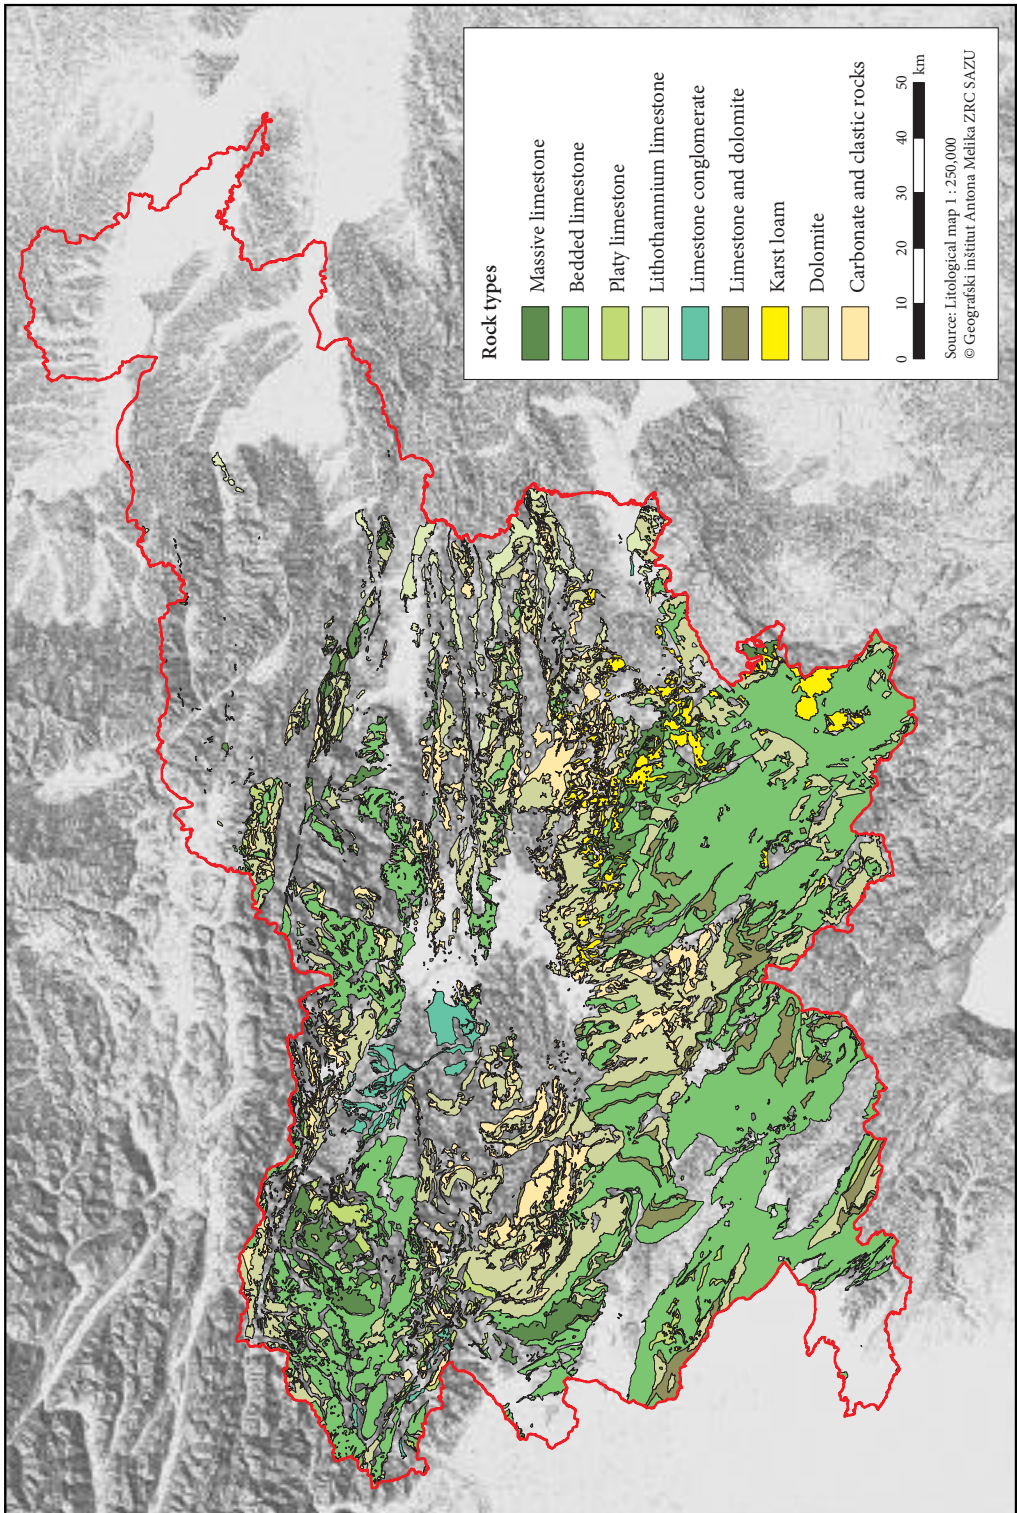 Rock types
Massive limestone
Bedded limestone
Platy limestone
Lithothamnium limestone
Limestone conglomerate
Limestone and dolomite
Karst loam
Dolomite
Carbonate and clastic rocks
0 10 20 30 40 50 km
Source: Litological map 1 : 250,000
© Geografski inštitut Antona Melika ZRC SAZU